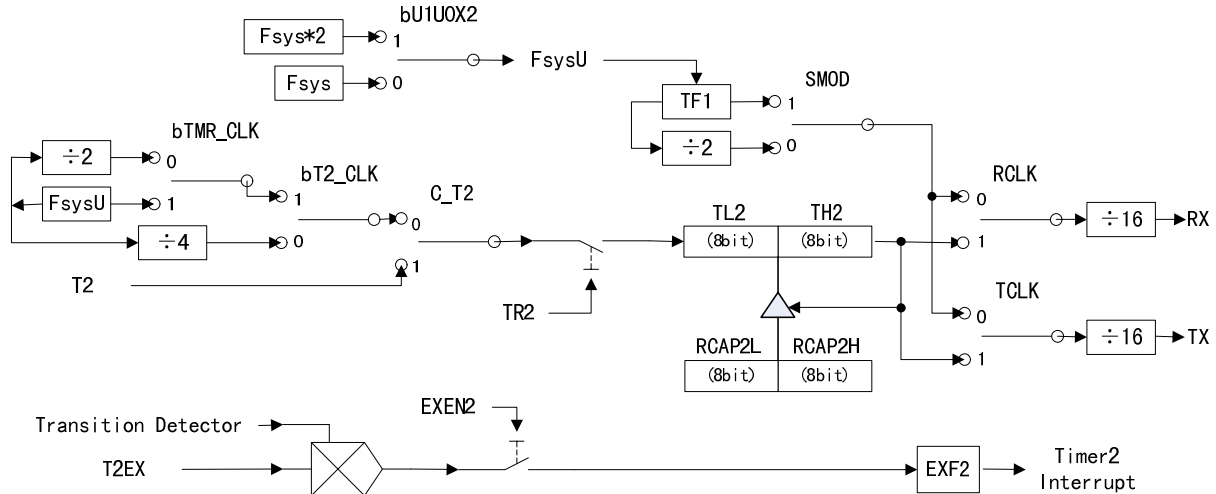 bU1U0X2
Fsys*2
1
FsysU
Fsys
0
SMOD
TF1
1
÷2
0
bTMR_CLK
÷2
0
bT2_CLK
FsysU
1
1
C_T2
RCLK
0
TL2
TH2
0
÷4
0
(8bit)
(8bit)
1
÷16
RX
1
T2
TR2
TCLK
0
RCAP2L
RCAP2H
÷16
TX
(8bit)
(8bit)
1
EXEN2
Transition Detector
T2EX
EXF2
Timer2
Interrupt